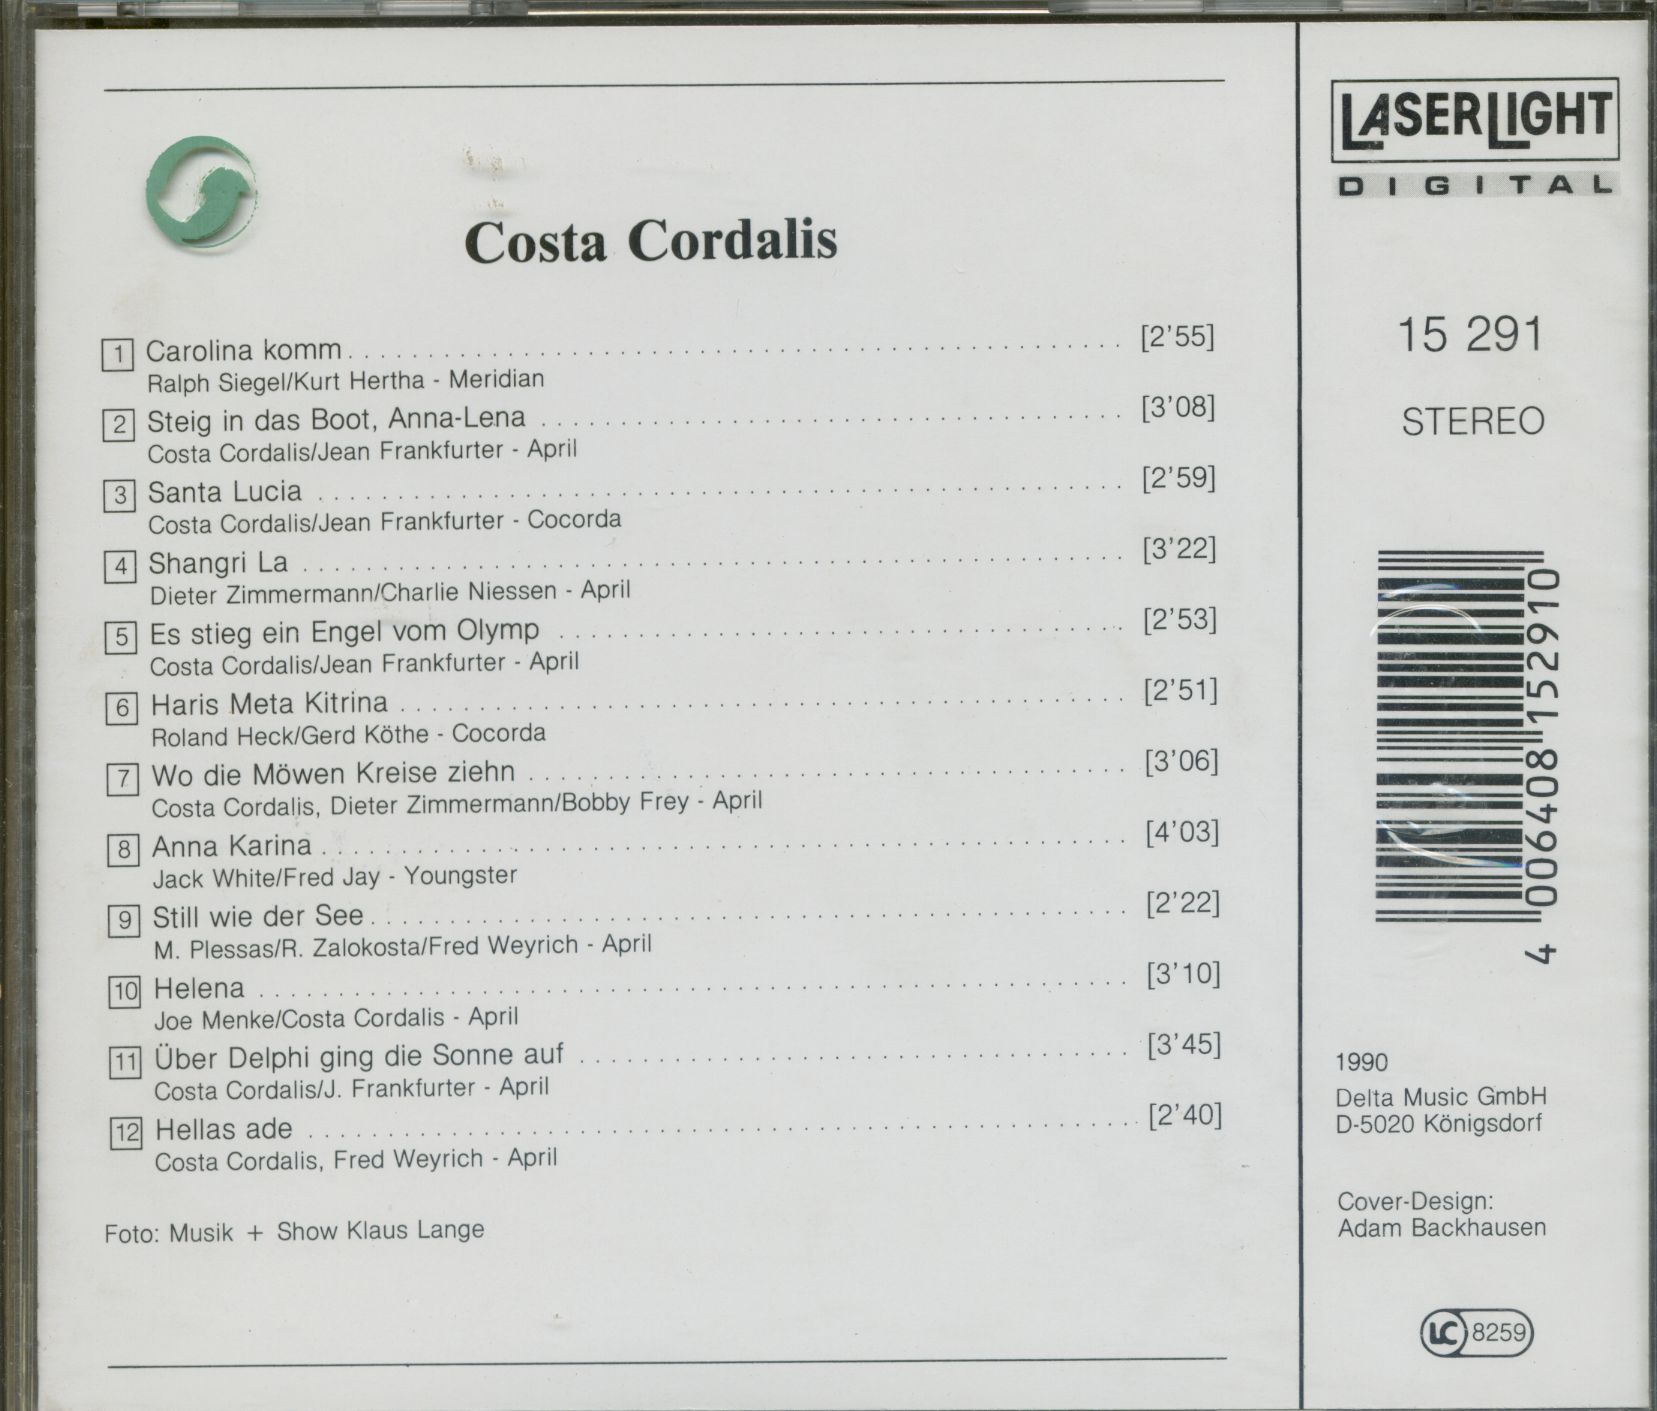 Costa Cordalis
1 Carolina komm [2'55]
Ralph Siegel/Kurt Hertha - Meridian
2 Steig in das Boot, Anna-Lena [3'08]
Costa Cordalis/Jean Frankfurter - April
3 Santa Lucia [2'59]
Costa Cordalis/Jean Frankfurter - Cocorda
4 Shangri La [3'22]
Dieter Zimmermann/Charlie Niessen - April
5 Es stieg ein Engel vom Olymp [2'53]
Costa Cordalis/Jean Frankfurter - April
6 Haris Meta Kitrina [2'51]
Roland Heck/Gerd Köthe - Cocorda
7 Wo die Möwen Kreise ziehn [3'06]
Costa Cordalis, Dieter Zimmermann/Bobby Frey - April
8 Anna Karina [4'03]
Jack White/Fred Jay - Youngster
9 Still wie der See [2'22]
M. Plessas/R. Zalokosta/Fred Weyrich - April
10 Helena [3'10]
Joe Menke/Costa Cordalis - April
11 Über Delphi ging die Sonne auf [3'45]
Costa Cordalis/J. Frankfurter - April
12 Hellas ade [2'40]
Costa Cordalis, Fred Weyrich - April
Foto: Musik + Show Klaus Lange
LASERLIGHT
DIGITAL
15 291
STEREO
4 006408 152910
1990
Delta Music GmbH
D-5020 Königsdorf
Cover-Design:
Adam Backhausen
LC 8259